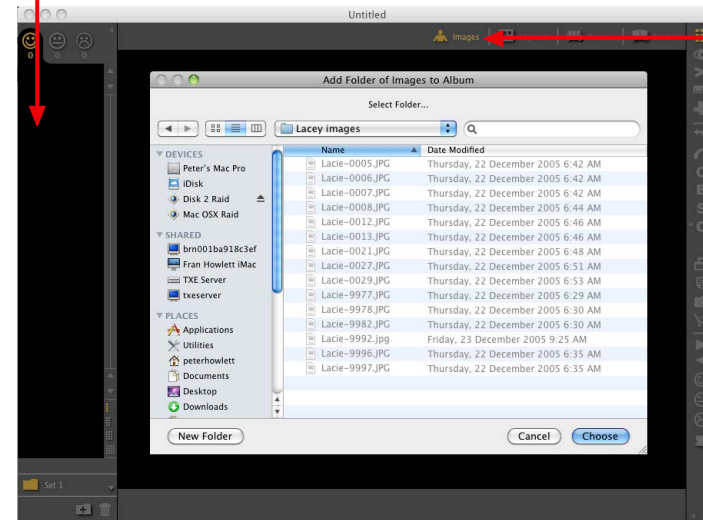 Untitled
Images
0 0 0
Add Folder of Images to Album
Select Folder...
Lacey images
Name Date Modified
DEVICES
Peter's Mac Pro
iDisk
Disk 2 Raid
Mac OSX Raid
SHARED
brn001ba918c3ef
Fran Howlett iMac
TXE Server
txeserver
PLACES
Applications
Utilities
peterhowlett
Documents
Desktop
Downloads
Lacie-0005.JPG Thursday, 22 December 2005 6:42 AM
Lacie-0006.JPG Thursday, 22 December 2005 6:42 AM
Lacie-0007.JPG Thursday, 22 December 2005 6:42 AM
Lacie-0008.JPG Thursday, 22 December 2005 6:44 AM
Lacie-0012.JPG Thursday, 22 December 2005 6:46 AM
Lacie-0013.JPG Thursday, 22 December 2005 6:46 AM
Lacie-0021.JPG Thursday, 22 December 2005 6:48 AM
Lacie-0027.JPG Thursday, 22 December 2005 6:51 AM
Lacie-0029.JPG Thursday, 22 December 2005 6:53 AM
Lacie-9977.JPG Thursday, 22 December 2005 6:29 AM
Lacie-9978.JPG Thursday, 22 December 2005 6:30 AM
Lacie-9982.JPG Thursday, 22 December 2005 6:30 AM
Lacie-9992.jpg Friday, 23 December 2005 9:25 AM
Lacie-9996.JPG Thursday, 22 December 2005 6:35 AM
Lacie-9997.JPG Thursday, 22 December 2005 6:35 AM
New Folder Cancel Choose
Set 1